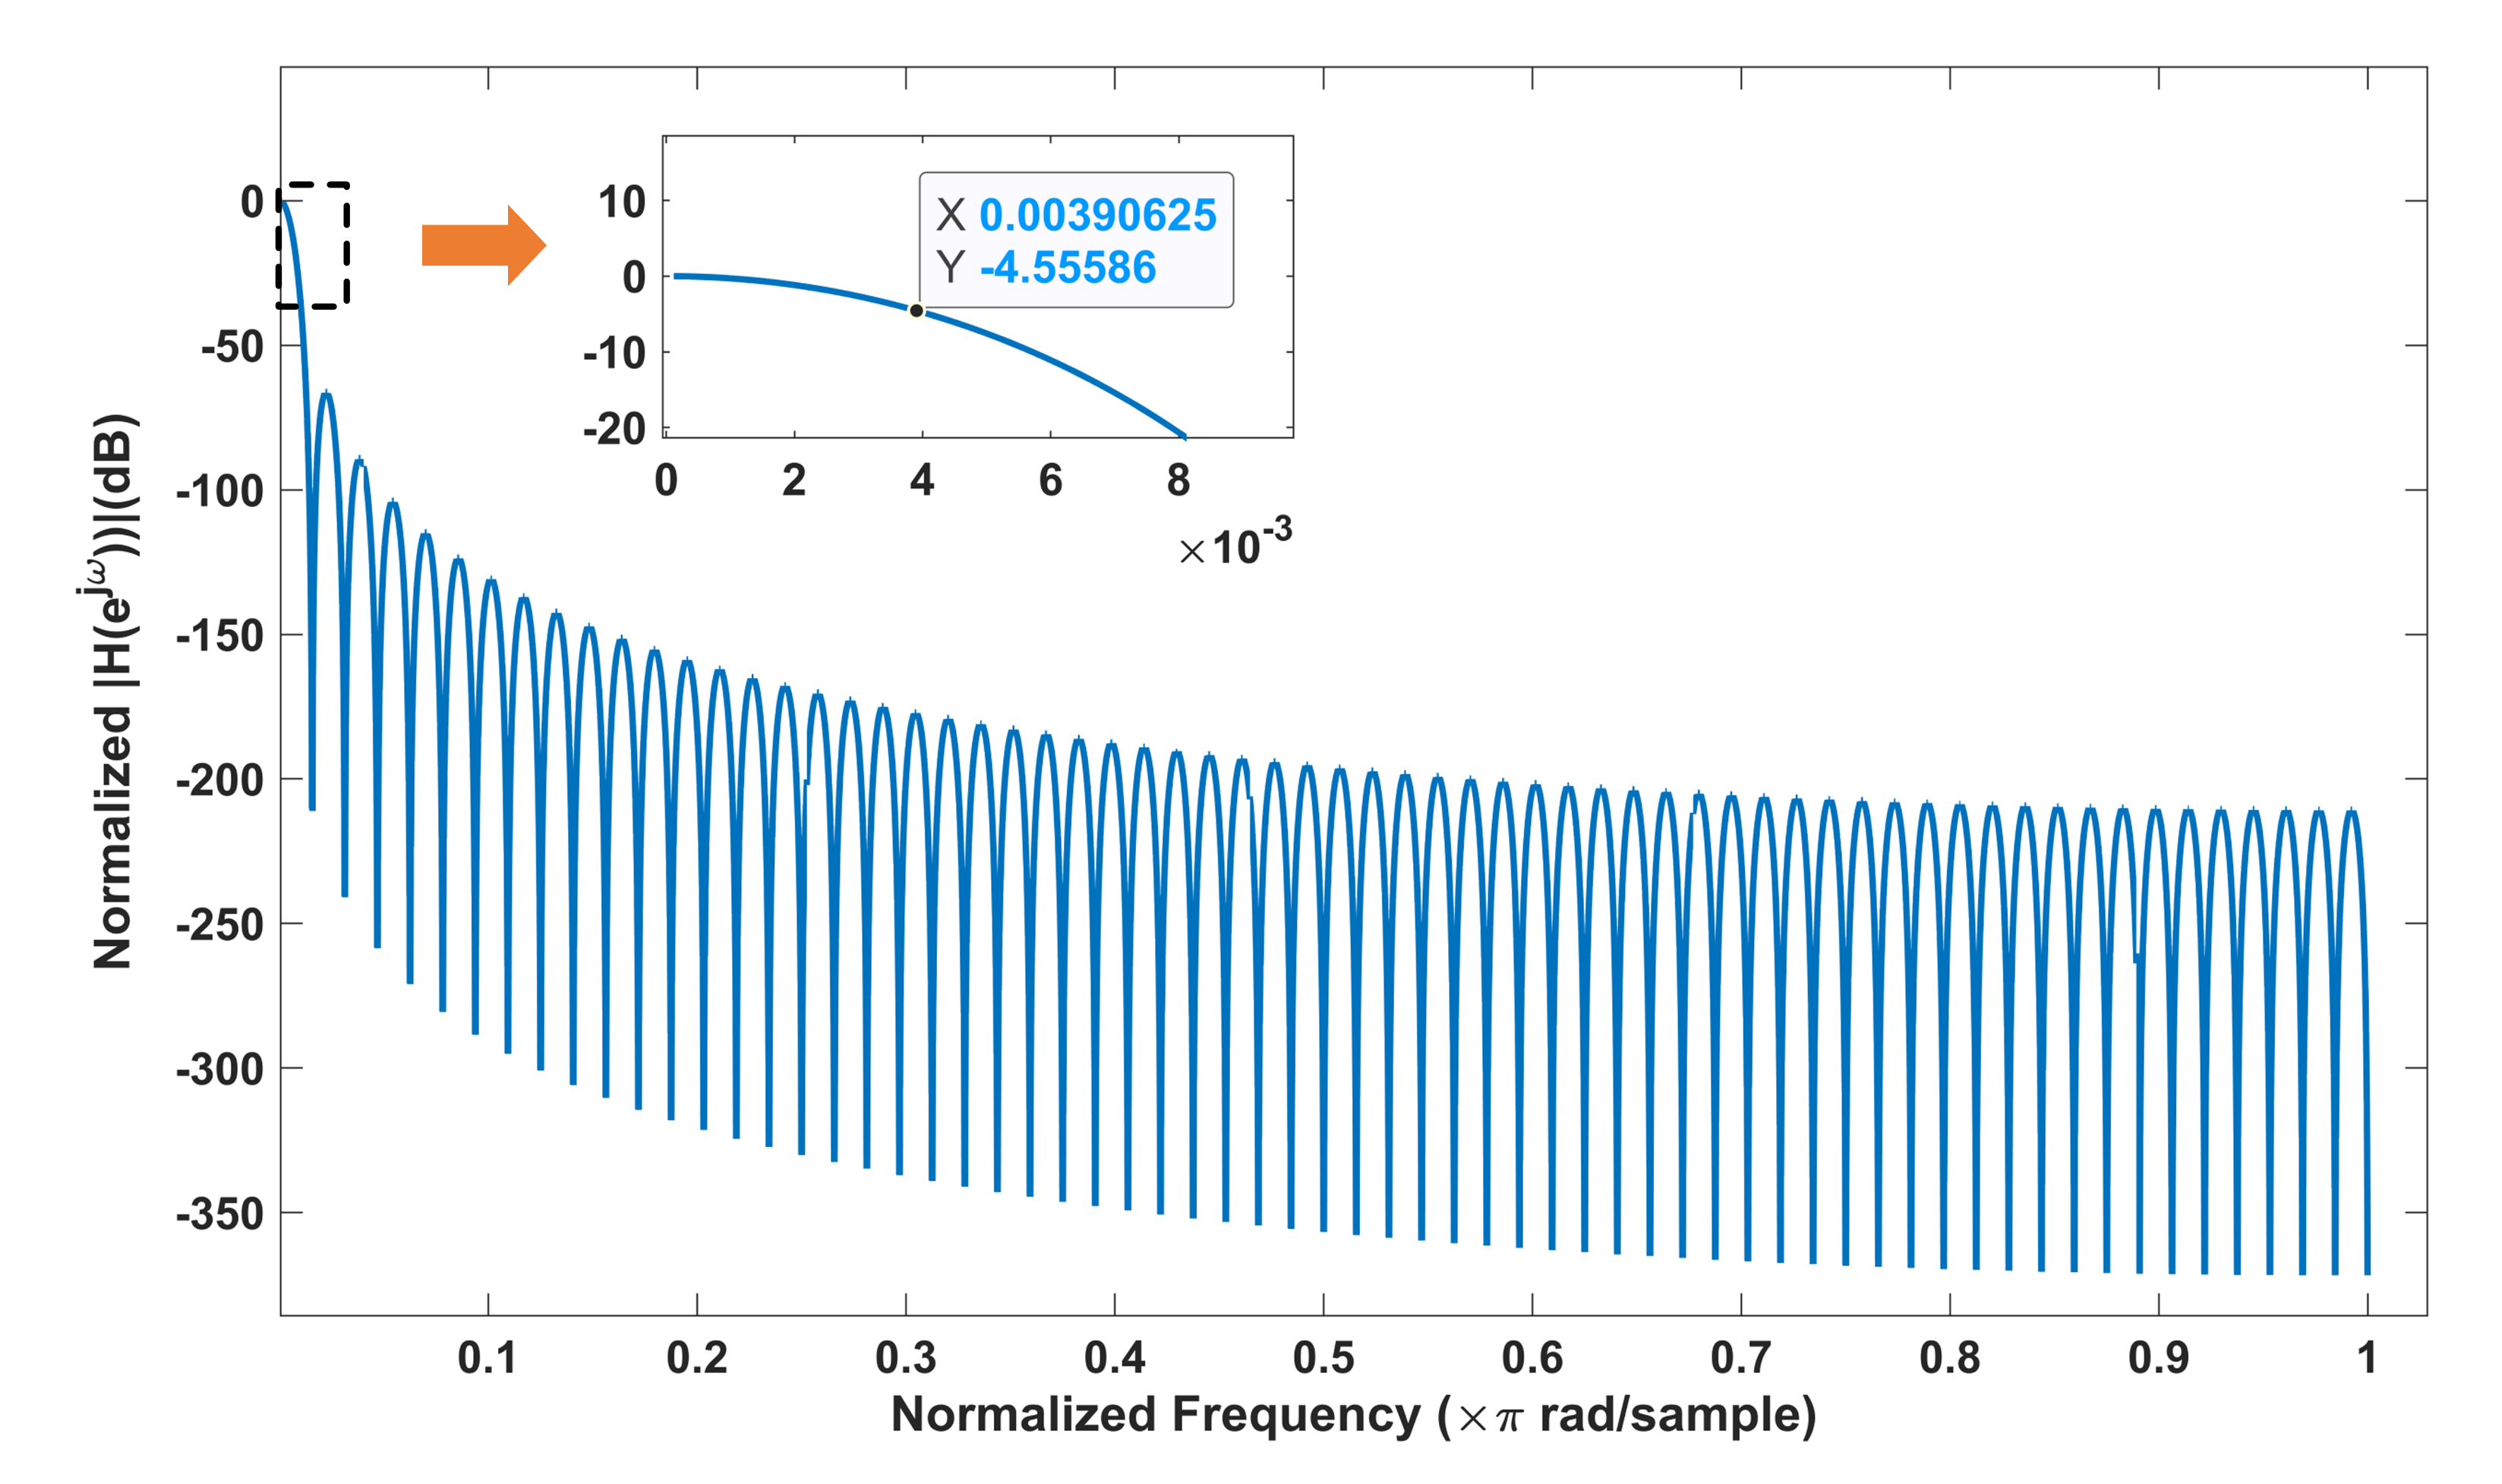 Normalized |H(e^jω))|(dB)
0
-50
-100
-150
-200
-250
-300
-350
10
0
-10
-20
X 0.00390625
Y -4.55586
0 2 4 6 8
×10^-3
0.1 0.2 0.3 0.4 0.5 0.6 0.7 0.8 0.9 1
Normalized Frequency (×π rad/sample)